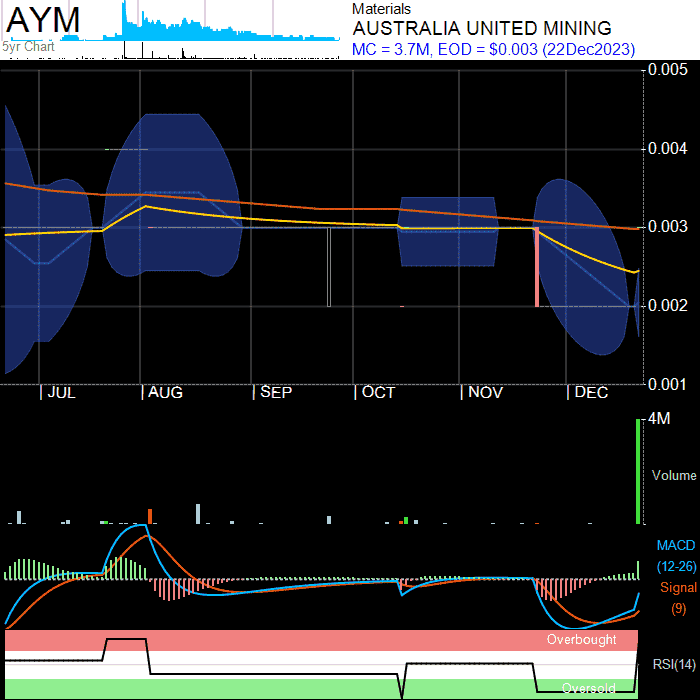 AYM
5yr Chart
Materials
AUSTRALIA UNITED MINING
MC = 3.7M, EOD = $0.003 (22Dec2023)
0.005
0.004
0.003
0.002
0.001
JUL
AUG
SEP
OCT
NOV
DEC
4M
Volume
MACD
(12-26)
Signal
(9)
Overbought
RSI(14)
Oversold